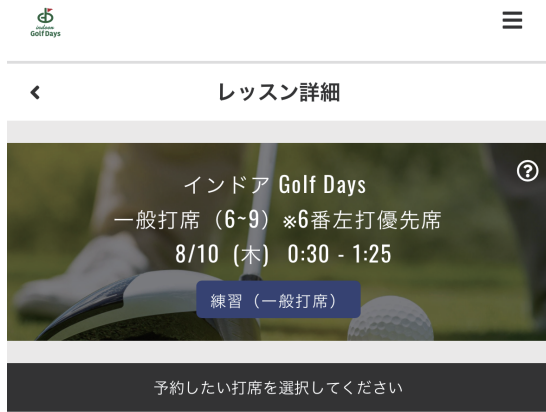 indoor
Golf Days
レッスン詳細
インドア Golf Days
一般打席（6~9）※6番左打優先席
8/10 (木) 0:30 - 1:25
練習（一般打席）
予約したい打席を選択してください